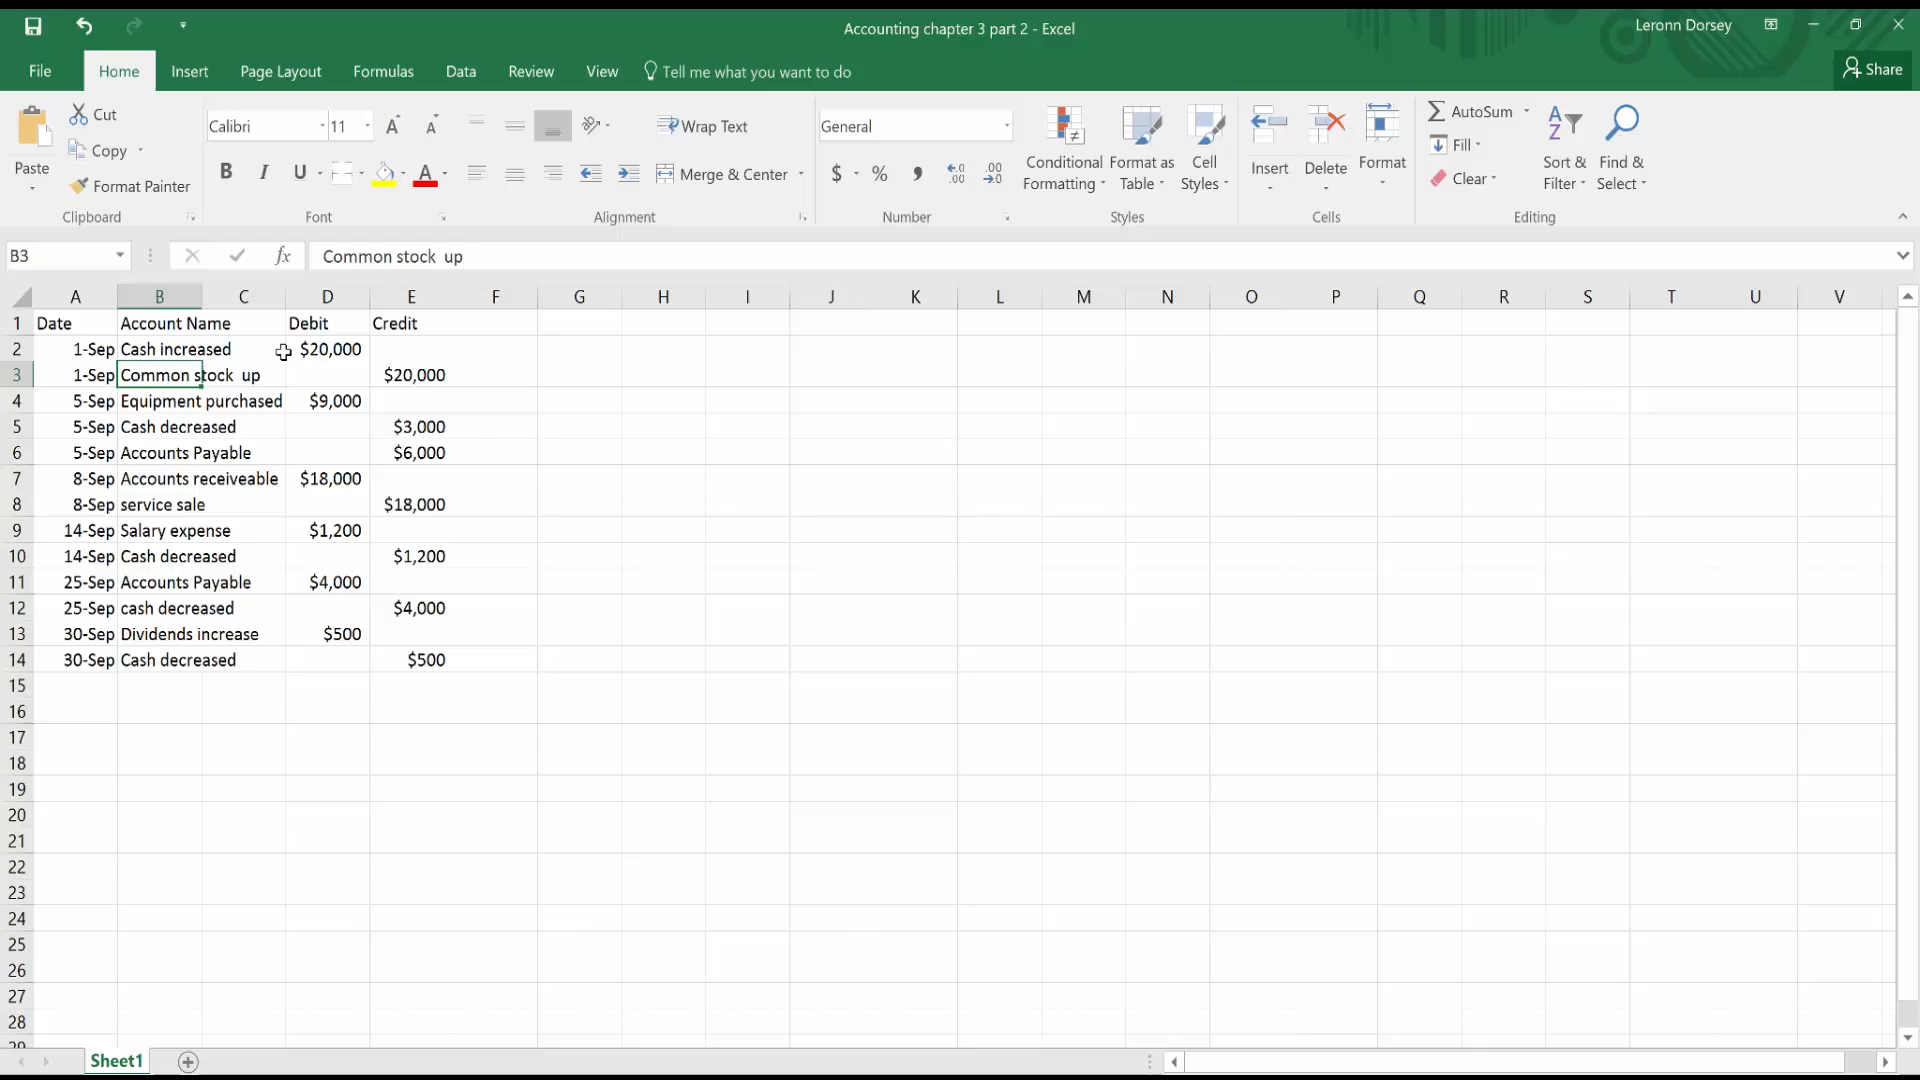 Accounting chapter 3 part 2 - Excel
Leronn Dorsey
File Home Insert Page Layout Formulas Data Review View Tell me what you want to do
Share
Paste
Cut
Copy
Format Painter
Clipboard
Calibri 11
B I U
Font
Wrap Text
Merge & Center
Alignment
General
$ % , .00 .00
Number
Conditional Formatting
Format as Table
Cell Styles
Styles
Insert
Delete
Format
Cells
AutoSum
Fill
Clear
Sort & Filter
Find & Select
Editing
B3 fx Common stock  up
A B C D E F G H I J K L M N O P Q R S T U V
1 Date Account Name Debit Credit
2 1-Sep Cash increased $20,000
3 1-Sep Common stock  up $20,000
4 5-Sep Equipment purchased $9,000
5 5-Sep Cash decreased $3,000
6 5-Sep Accounts Payable $6,000
7 8-Sep Accounts receiveable $18,000
8 8-Sep service sale $18,000
9 14-Sep Salary expense $1,200
10 14-Sep Cash decreased $1,200
11 25-Sep Accounts Payable $4,000
12 25-Sep cash decreased $4,000
13 30-Sep Dividends increase $500
14 30-Sep Cash decreased $500
15
16
17
18
19
20
21
22
23
24
25
26
27
28
29
Sheet1